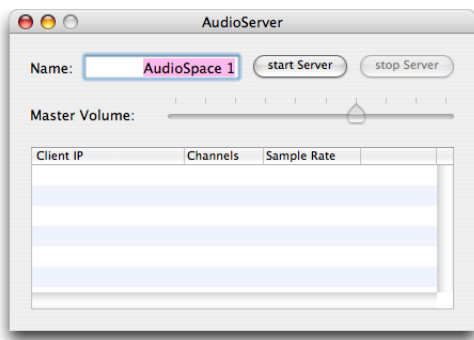 AudioServer
Name: AudioSpace 1 start Server stop Server
Master Volume:
Client IP Channels Sample Rate